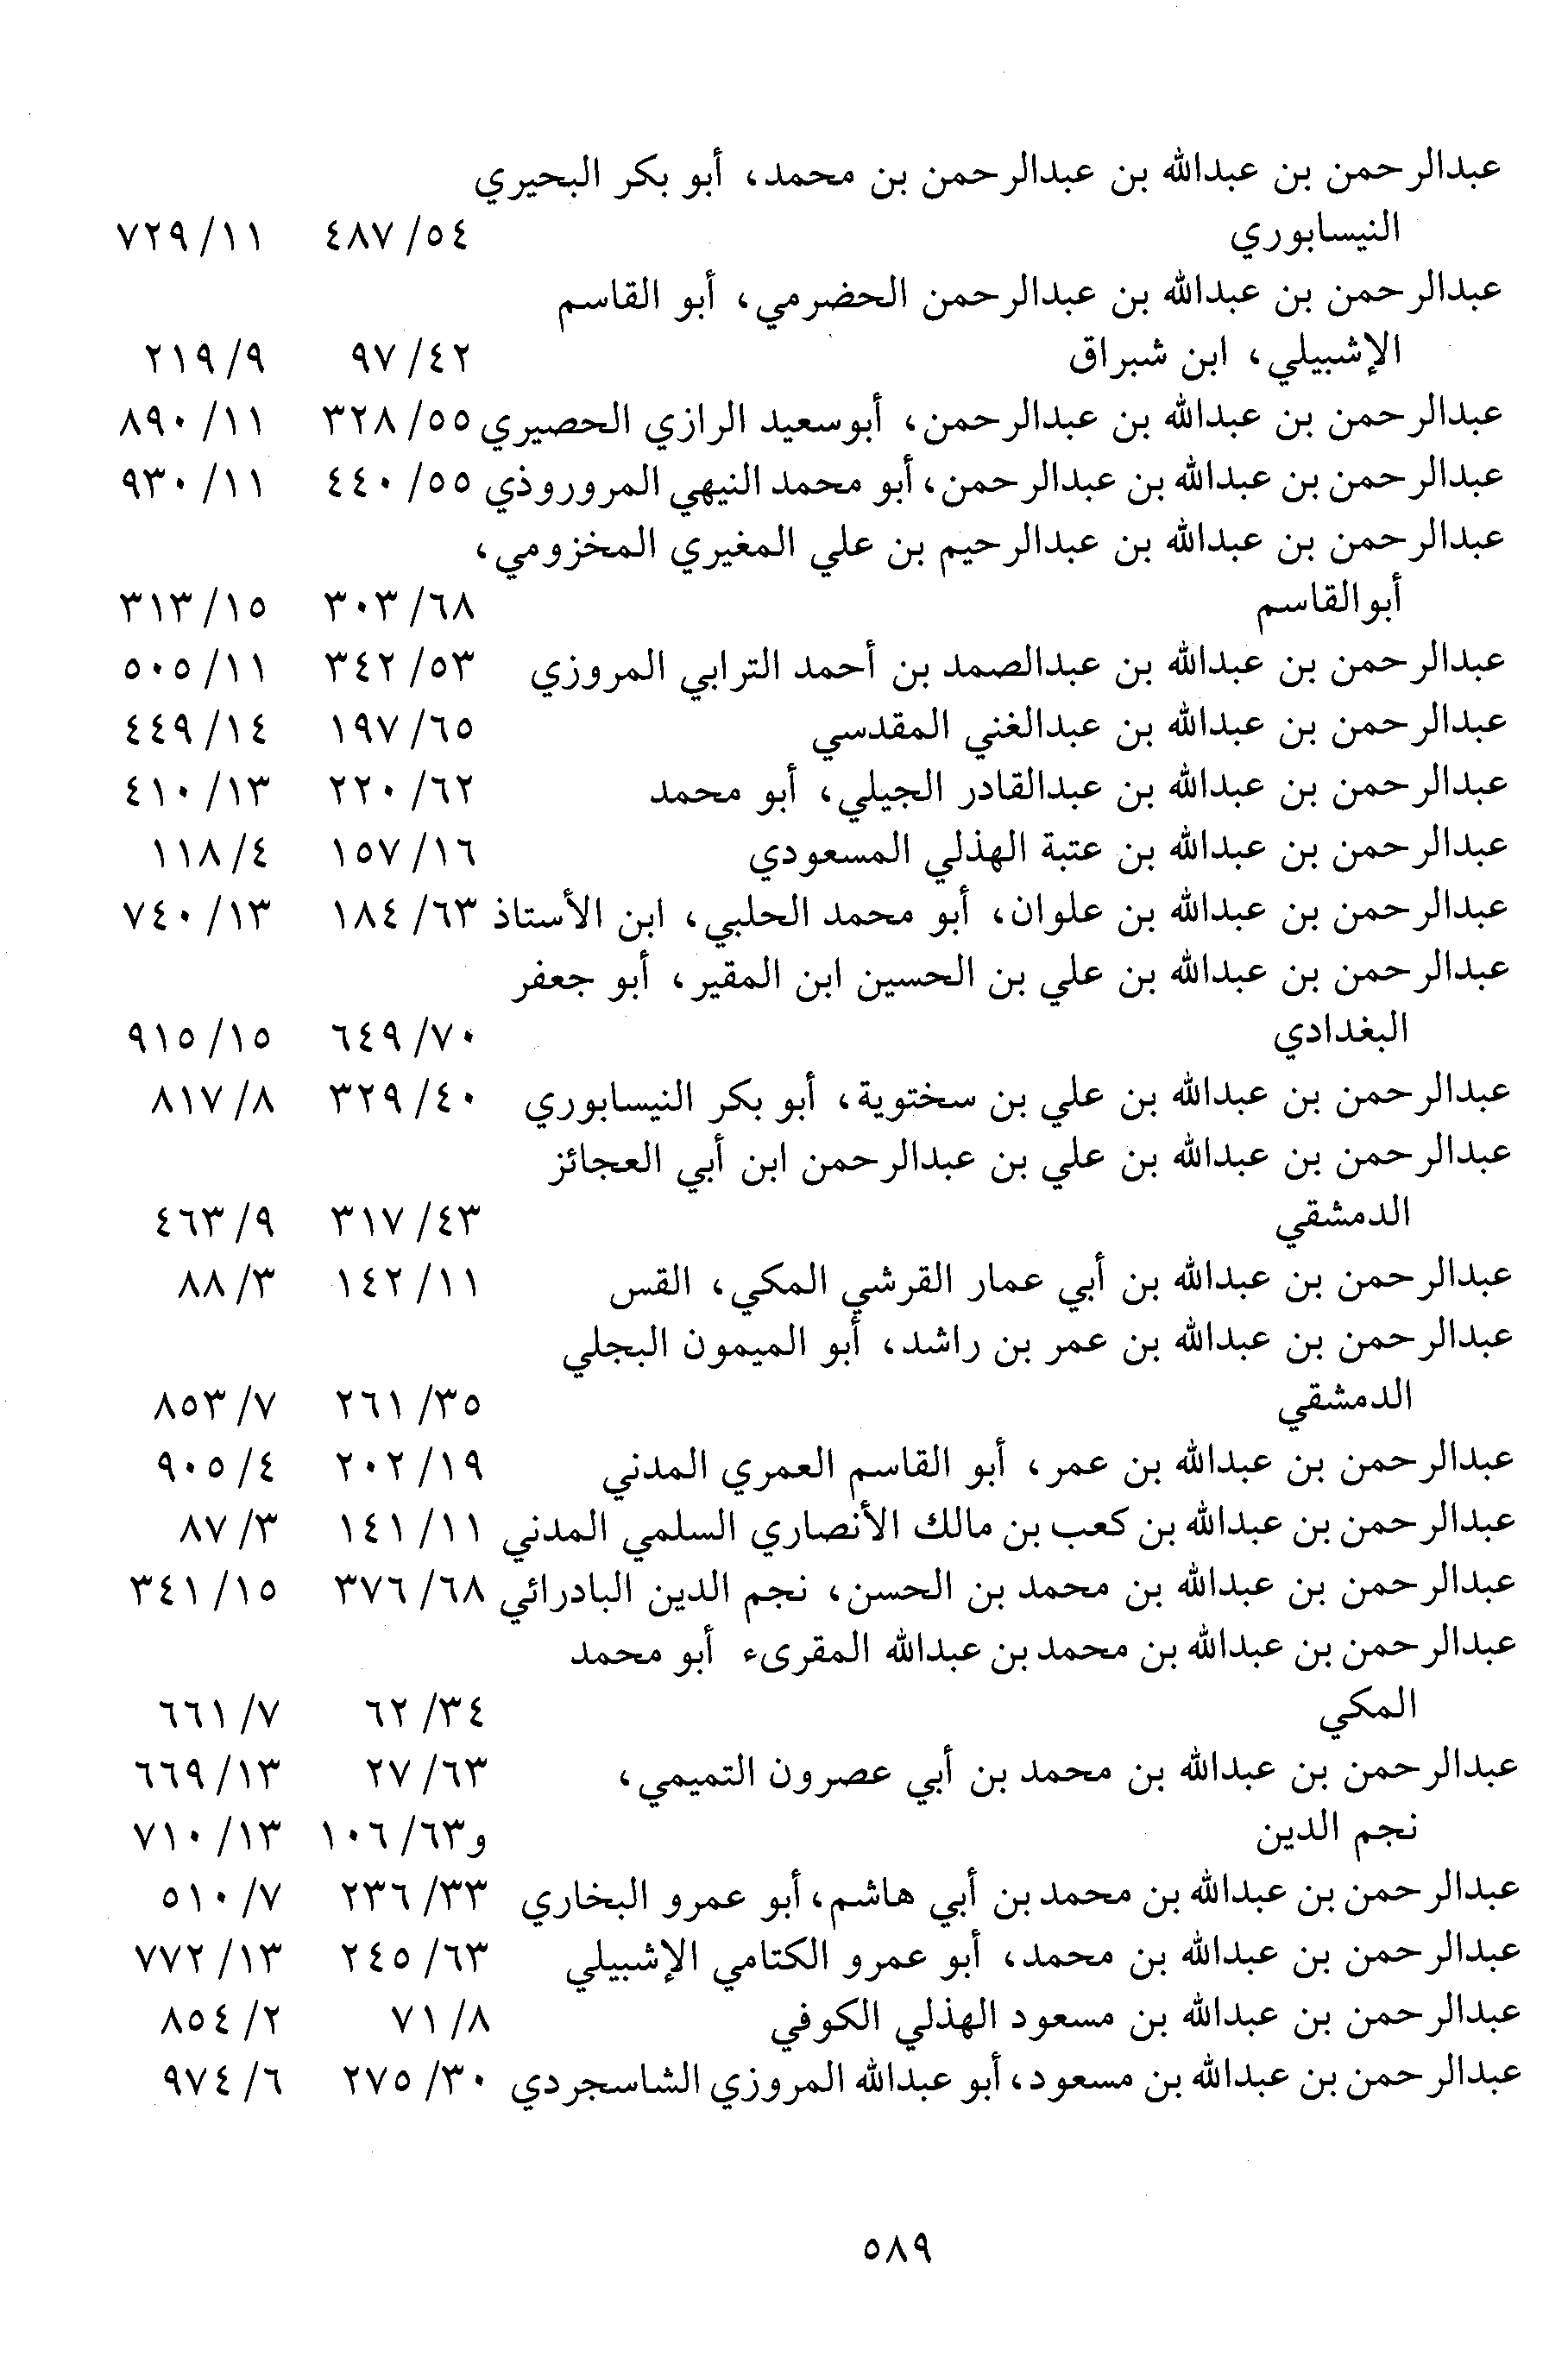 عبدالرحمن بن عبدالله بن عبدالرحمن بن محمد، أبو بكر البحيري
النيسابوري ٥٤/ ٤٨٧ ١١/ ٧٢٩
عبدالرحمن بن عبدالله بن عبدالرحمن الحضرمي، أبو القاسم
الإشبيلي، ابن شبراق ٤٢/ ٩٧ ٩/ ٢١٩
عبدالرحمن بن عبدالله بن عبدالرحمن، أبوسعيد الرازي الحصيري ٥٥/ ٣٢٨ ١١/ ٨٩٠
عبدالرحمن بن عبدالله بن عبدالرحمن، أبو محمد النيهي المروروذي ٥٥/ ٤٤٠ ١١/ ٩٣٠
عبدالرحمن بن عبدالله بن عبدالرحيم بن علي المغيري المخزومي،
أبوالقاسم ٦٨/ ٣٠٣ ١٥/ ٣١٣
عبدالرحمن بن عبدالله بن عبدالصمد بن أحمد الترابي المروزي ٥٣/ ٣٤٢ ١١/ ٥٠٥
عبدالرحمن بن عبدالله بن عبدالغني المقدسي ٦٥/ ١٩٧ ١٤/ ٤٤٩
عبدالرحمن بن عبدالله بن عبدالقادر الجيلي، أبو محمد ٦٢/ ٢٢٠ ١٣/ ٤١٠
عبدالرحمن بن عبدالله بن عتبة الهذلي المسعودي ١٦/ ١٥٧ ٤/ ١١٨
عبدالرحمن بن عبدالله بن علوان، أبو محمد الحلبي، ابن الأستاذ ٦٣/ ١٨٤ ١٣/ ٧٤٠
عبدالرحمن بن عبدالله بن علي بن الحسين ابن المقير، أبو جعفر
البغدادي ٧٠/ ٦٤٩ ١٥/ ٩١٥
عبدالرحمن بن عبدالله بن علي بن سختوية، أبو بكر النيسابوري ٤٠/ ٣٢٩ ٨/ ٨١٧
عبدالرحمن بن عبدالله بن علي بن عبدالرحمن ابن أبي العجائز
الدمشقي ٤٣/ ٣١٧ ٩/ ٤٦٣
عبدالرحمن بن عبدالله بن أبي عمار القرشي المكي، القس ١١/ ١٤٢ ٣/ ٨٨
عبدالرحمن بن عبدالله بن عمر بن راشد، أبو الميمون البجلي
الدمشقي ٣٥/ ٢٦١ ٧/ ٨٥٣
عبدالرحمن بن عبدالله بن عمر، أبو القاسم العمري المدني ١٩/ ٢٠٢ ٤/ ٩٠٥
عبدالرحمن بن عبدالله بن كعب بن مالك الأنصاري السلمي المدني ١١/ ١٤١ ٣/ ٨٧
عبدالرحمن بن عبدالله بن محمد بن الحسن، نجم الدين البادرائي ٦٨/ ٣٧٦ ١٥/ ٣٤١
عبدالرحمن بن عبدالله بن محمد بن عبدالله المقرىء أبو محمد
المكي ٣٤/ ٦٢ ٧/ ٦٦١
عبدالرحمن بن عبدالله بن محمد بن أبي عصرون التميمي، ٦٣/ ٢٧ ١٣/ ٦٦٩
نجم الدين و٦٣/ ١٠٦ ١٣/ ٧١٠
عبدالرحمن بن عبدالله بن محمد بن أبي هاشم، أبو عمرو البخاري ٣٣/ ٢٣٦ ٧/ ٥١٠
عبدالرحمن بن عبدالله بن محمد، أبو عمرو الكتامي الإشبيلي ٦٣/ ٢٤٥ ١٣/ ٧٧٢
عبدالرحمن بن عبدالله بن مسعود الهذلي الكوفي ٨/ ٧١ ٢/ ٨٥٤
عبدالرحمن بن عبدالله بن مسعود، أبو عبدالله المروزي الشاسجردي ٣٠/ ٢٧٥ ٦/ ٩٧٤
٥٨٩